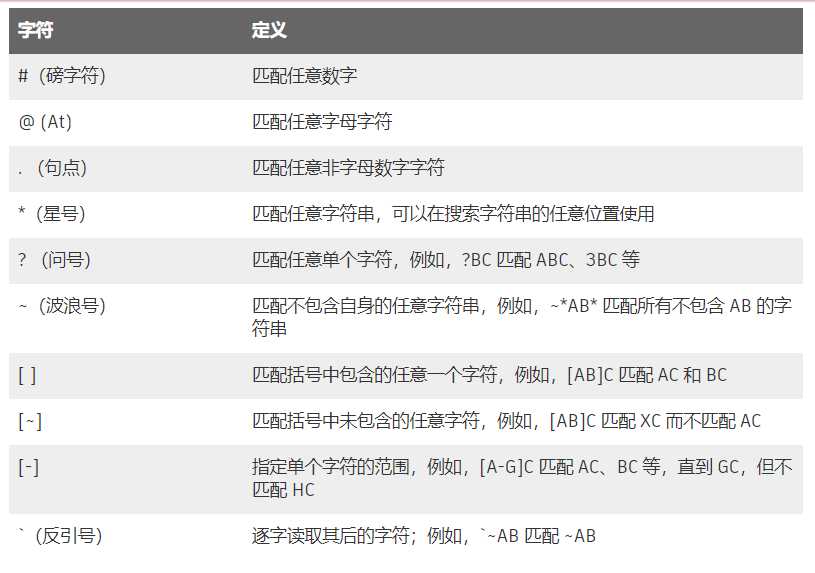 字符 定义
#（磅字符） 匹配任意数字
@ (At) 匹配任意字母字符
. （句点） 匹配任意非字母数字字符
*（星号） 匹配任意字符串，可以在搜索字符串的任意位置使用
? （问号） 匹配任意单个字符，例如，?BC 匹配 ABC、3BC 等
~（波浪号） 匹配不包含自身的任意字符串，例如，~*AB* 匹配所有不包含 AB 的字
符串
[ ] 匹配括号中包含的任意一个字符，例如，[AB]C 匹配 AC 和 BC
[~] 匹配括号中未包含的任意字符，例如，[AB]C 匹配 XC 而不匹配 AC
[-] 指定单个字符的范围，例如，[A-G]C 匹配 AC、BC 等，直到 GC，但不
匹配 HC
`（反引号） 逐字读取其后的字符；例如，`~AB 匹配 ~AB